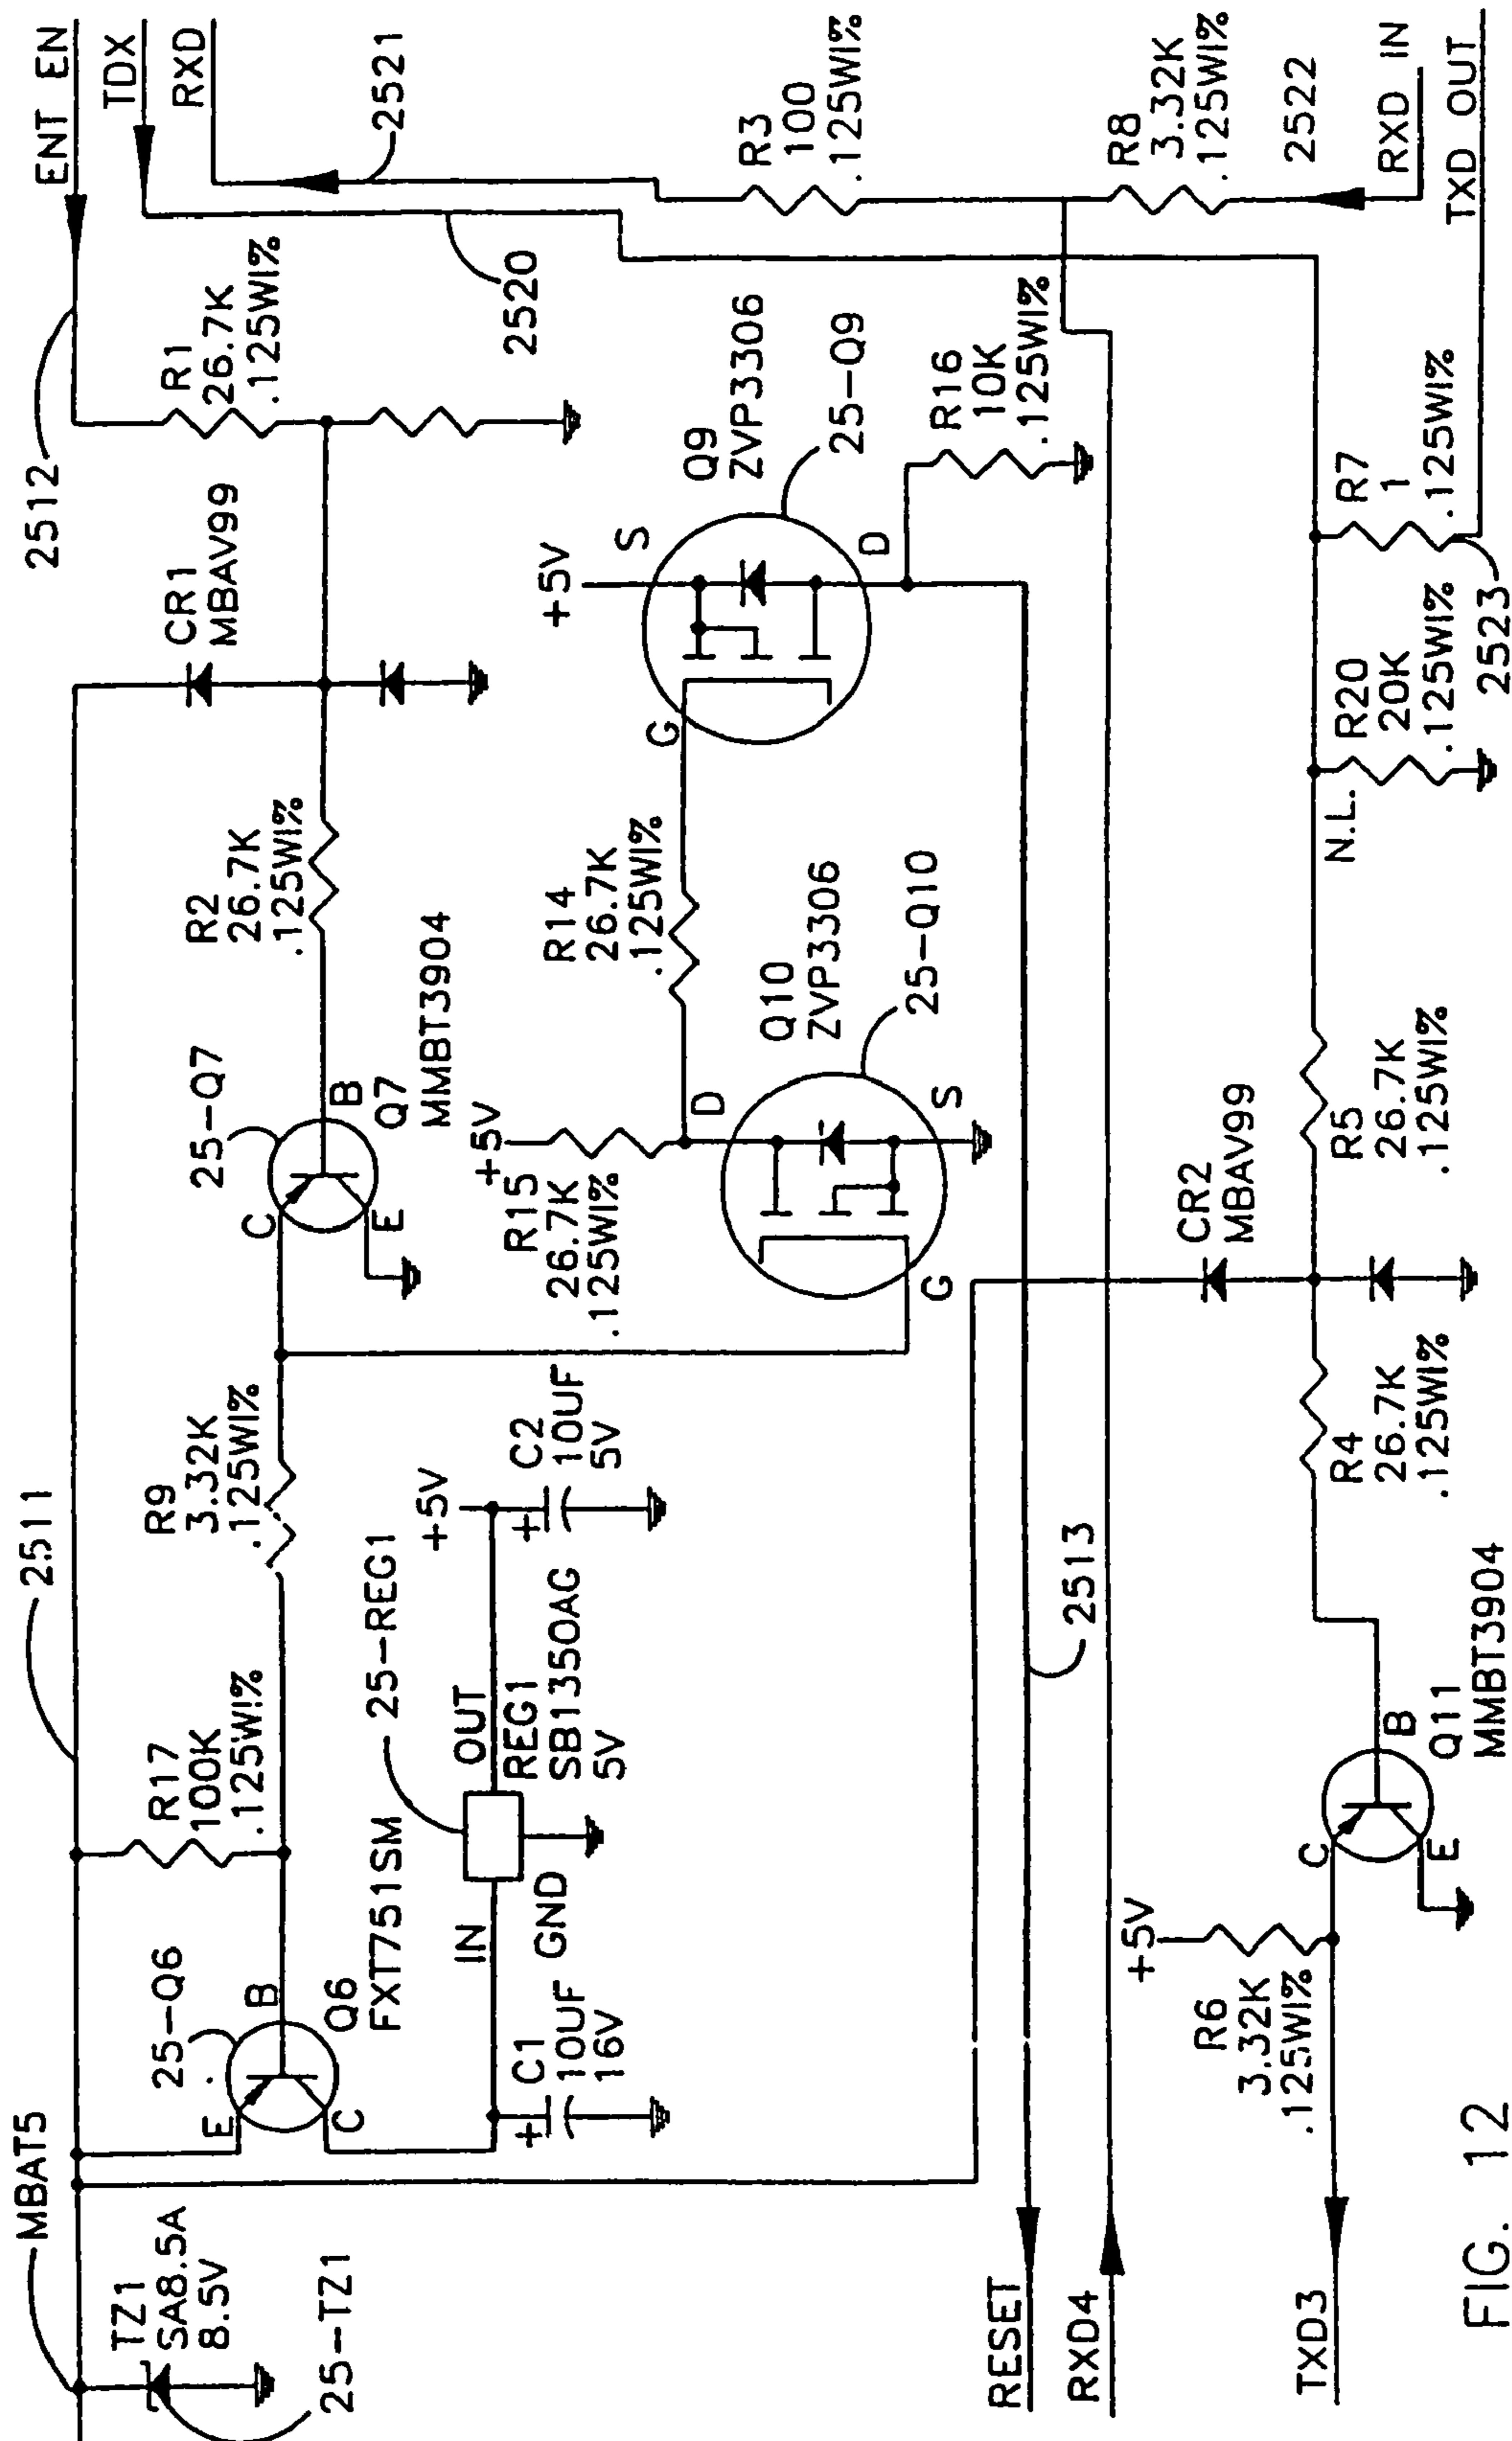 MBAT5
2511
2512
ENT EN
TDX
RXD
2521
TZ1
SA8.5A
8.5V
25-TZ1
25-Q6
E
B
C
Q6
FXT751SM
R17
100K
.125W1%
R9
3.32K
.125W1%
25-Q7
C
B
E
Q7
MMBT3904
R2
26.7K
.125W1%
CR1
MBAV99
R1
26.7K
.125W1%
2520
C1
10UF
16V
+
IN
GND
OUT
REG1
SB1350AG
5V
25-REG1
+5V
+
C2
10UF
5V
+5V
R15
26.7K
.125W1%
D
G
S
Q10
ZVP3306
25-Q10
R14
26.7K
.125W1%
+5V
G
S
D
Q9
ZVP3306
25-Q9
R16
10K
.125W1%
R3
100
.125W1%
R8
3.32K
.125W1%
2522
RXD IN
TXD OUT
RESET
RXD4
2513
TXD3
+5V
R6
3.32K
.125W1%
C
B
E
Q11
MMBT3904
R4
26.7K
.125W1%
CR2
MBAV99
R5
26.7K
.125W1%
N.L.
R20
20K
.125W1%
R7
1
.125W1%
2523
FIG. 12